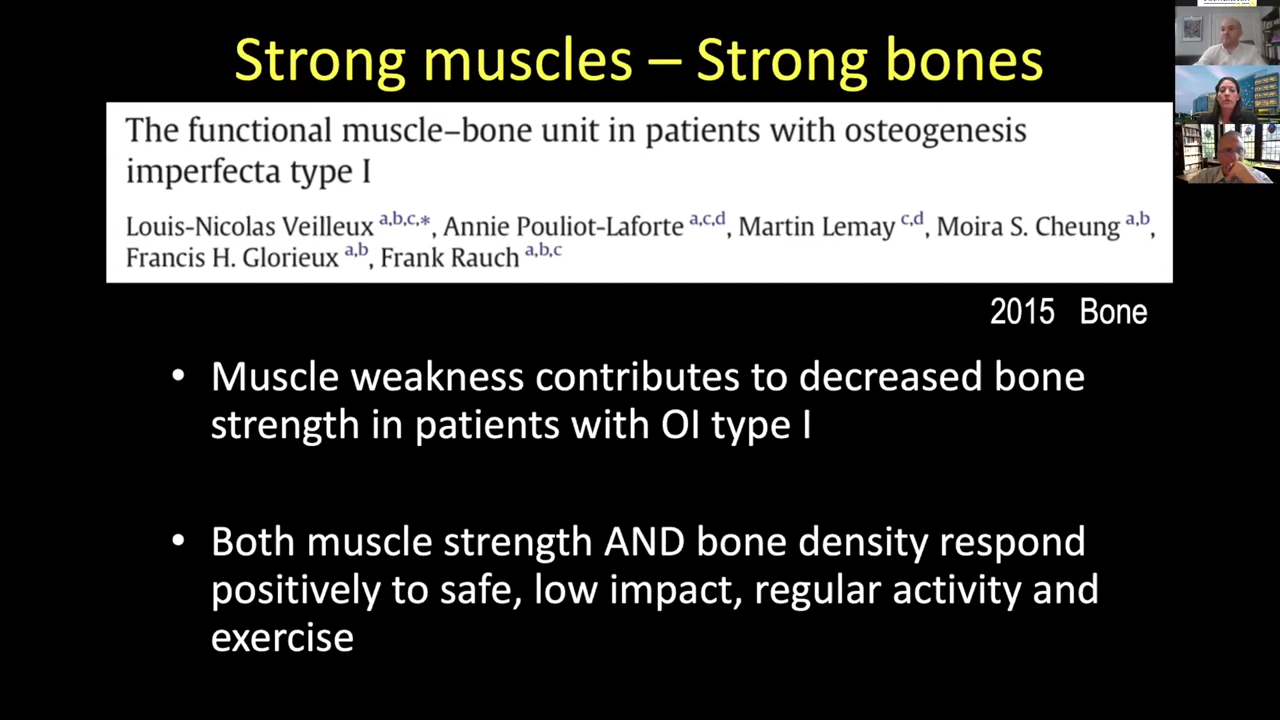 Strong muscles – Strong bones
The functional muscle–bone unit in patients with osteogenesis
imperfecta type I
Louis-Nicolas Veilleux a,b,c,*, Annie Pouliot-Laforte a,c,d, Martin Lemay c,d, Moira S. Cheung a,b,
Francis H. Glorieux a,b, Frank Rauch a,b,c
2015 Bone
• Muscle weakness contributes to decreased bone
strength in patients with OI type I
• Both muscle strength AND bone density respond
positively to safe, low impact, regular activity and
exercise